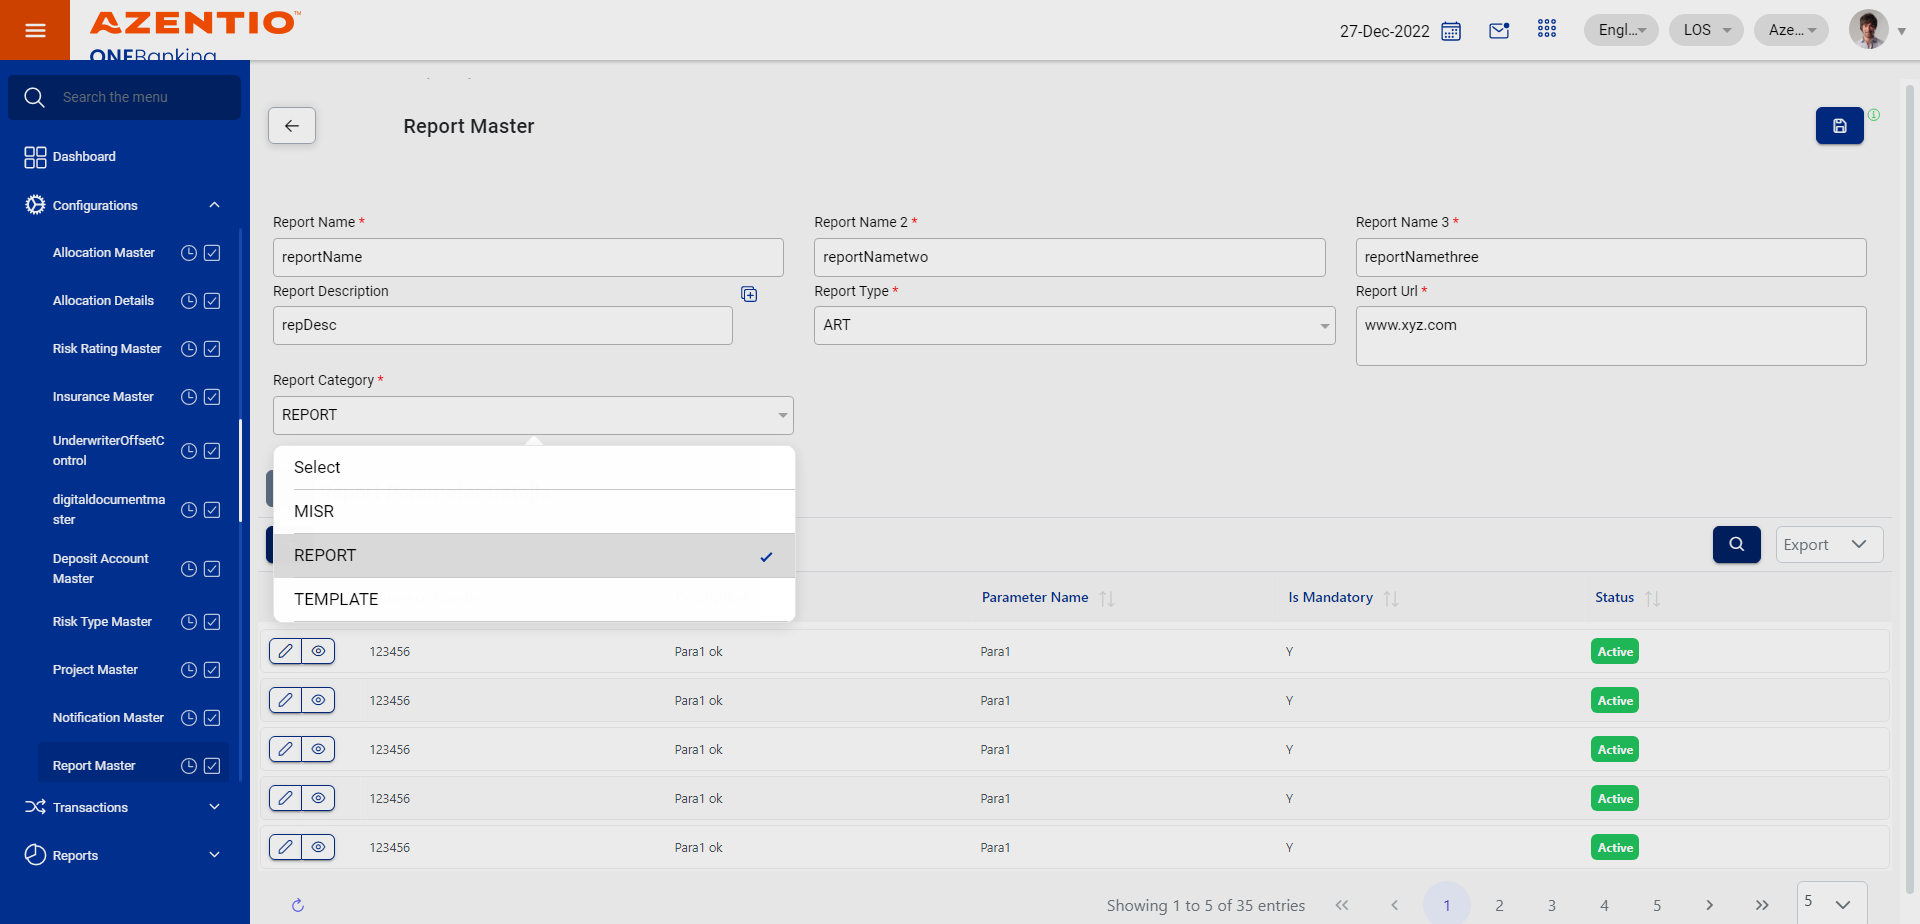 AZENTIO™
ONEBanking
27-Dec-2022
Engl...
LOS
Aze...
Search the menu
Dashboard
Configurations
Allocation Master
Allocation Details
Risk Rating Master
Insurance Master
UnderwriterOffsetC
ontrol
digitaldocumentma
ster
Deposit Account
Master
Risk Type Master
Project Master
Notification Master
Report Master
Transactions
Reports
Report Master
Report Name *
Report Name 2 *
Report Name 3 *
reportName
reportNametwo
reportNamethree
Report Description
Report Type *
Report Url *
repDesc
ART
www.xyz.com
Report Category *
REPORT
Select
MISR
REPORT
TEMPLATE
Export
Parameter Name
Is Mandatory
Status
123456 Para1 ok Para1 Y Active
123456 Para1 ok Para1 Y Active
123456 Para1 ok Para1 Y Active
123456 Para1 ok Para1 Y Active
123456 Para1 ok Para1 Y Active
Showing 1 to 5 of 35 entries
1 2 3 4 5
5